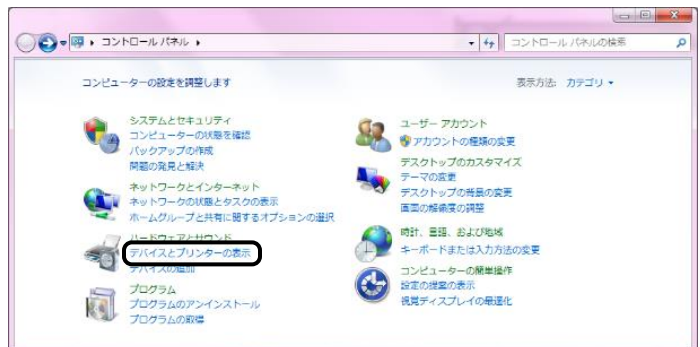 コントロール パネル
コントロール パネルの検索
コンピューターの設定を調整します
表示方法: カテゴリ
システムとセキュリティ
コンピューターの状態を確認
バックアップの作成
問題の発見と解決
ネットワークとインターネット
ネットワークの状態とタスクの表示
ホームグループと共有に関するオプションの選択
ハードウェアとサウンド
デバイスとプリンターの表示
デバイスの追加
プログラム
プログラムのアンインストール
プログラムの取得
ユーザー アカウント
アカウントの種類の変更
デスクトップのカスタマイズ
テーマの変更
デスクトップの背景の変更
画面の解像度の調整
時計、言語、および地域
キーボードまたは入力方法の変更
コンピューターの簡単操作
設定の提案の表示
視覚ディスプレイの最適化